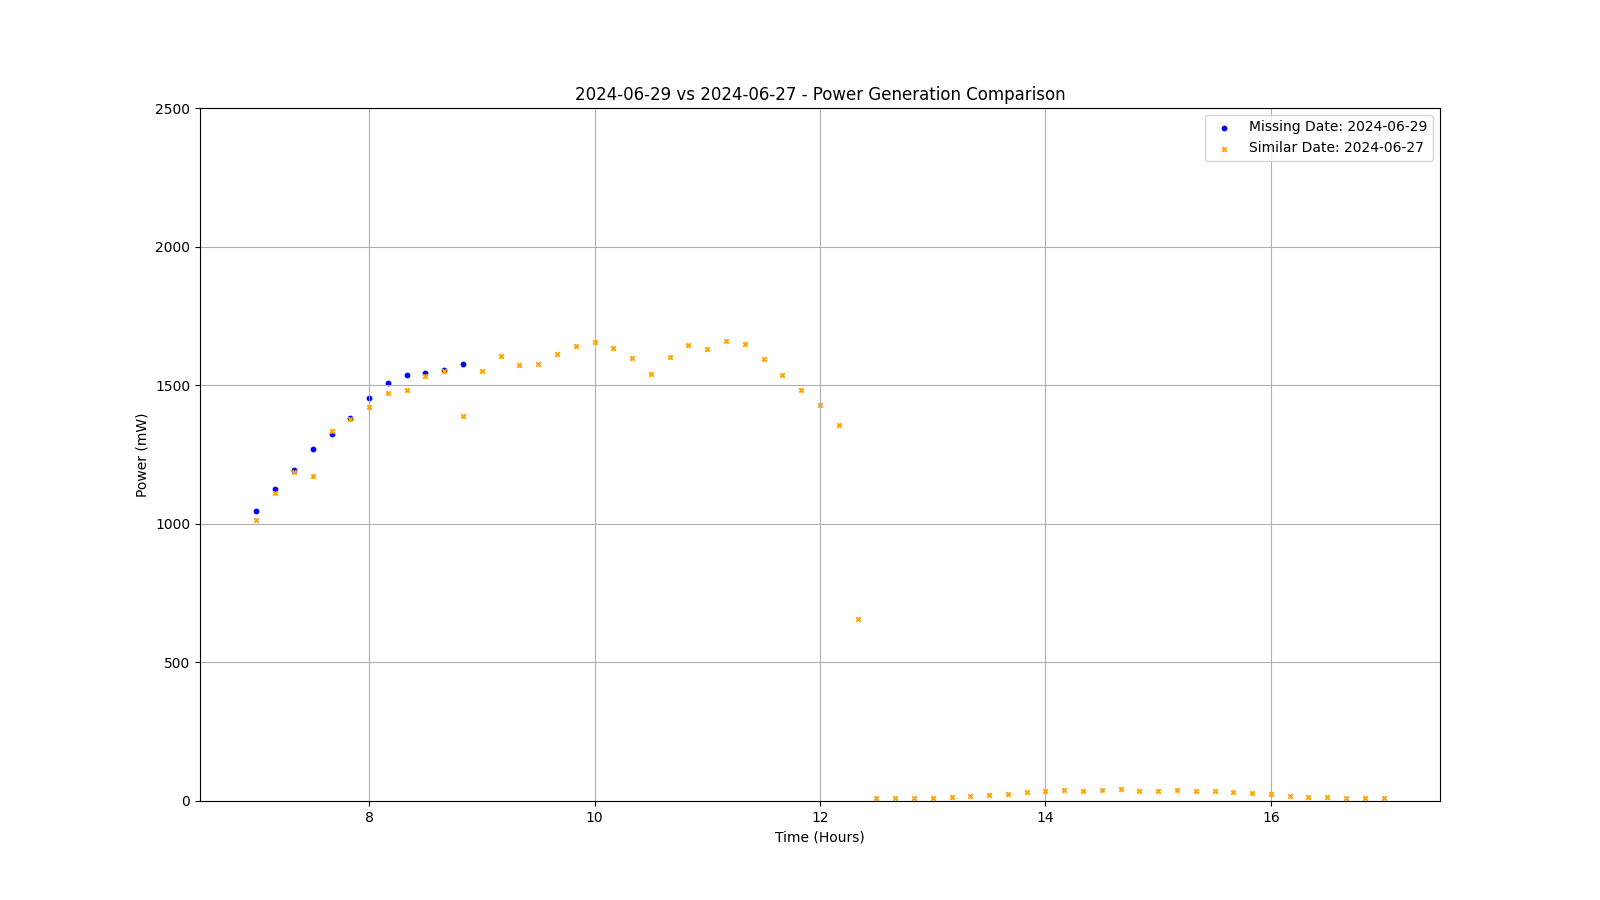 2024-06-29 vs 2024-06-27 - Power Generation Comparison
Missing Date: 2024-06-29
Similar Date: 2024-06-27
Power (mW)
2500
2000
1500
1000
500
0
8
10
12
14
16
Time (Hours)